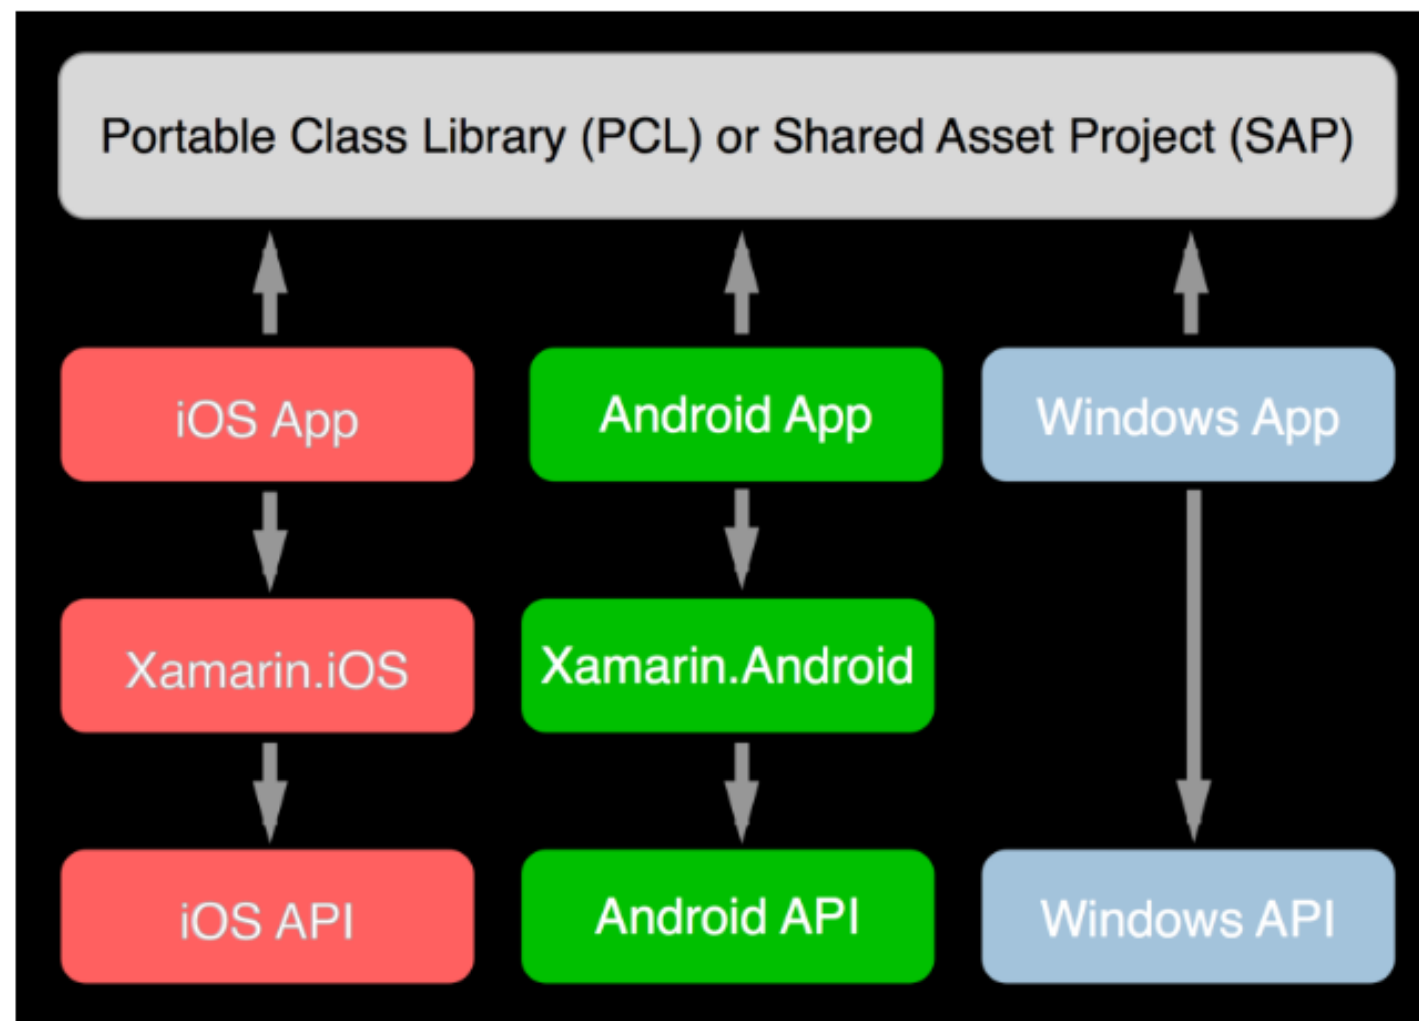 Portable Class Library (PCL) or Shared Asset Project (SAP)
iOS App
Android App
Windows App
Xamarin.iOS
Xamarin.Android
iOS API
Android API
Windows API